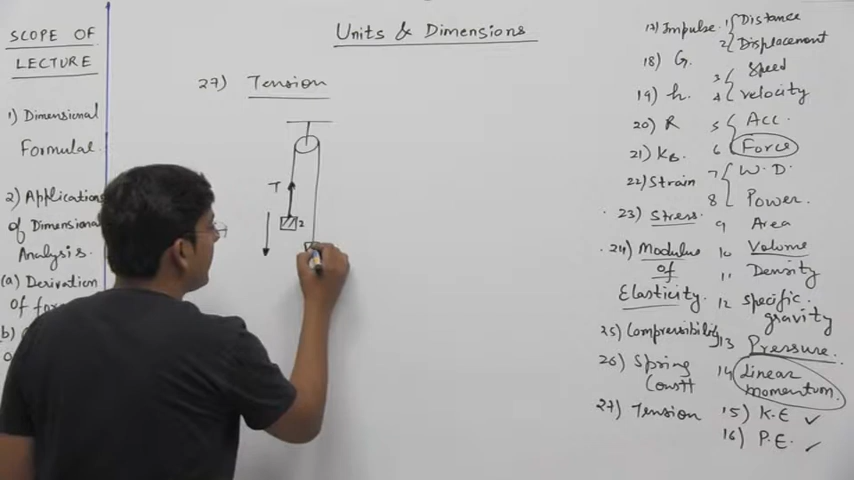 SCOPE OF
LECTURE
1) Dimensional
Formulae.
2) Applications
of Dimensional
Analysis.
(a) Derivation
of
(b)
Units & Dimensions
27) Tension
T
2
17) Impulse.
18) G.
19) h.
20) R
21) KB.
22) Strain
23) Stress.
24) Modulus
of
Elasticity.
25) Compressibility
26) Spring
Constt
27) Tension
1 Distance
2 Displacement
3 Speed
4 velocity
5 Acc.
6 Force
7 W.D.
8 Power.
9 Area
10 Volume
11 Density
12 specific.
gravity
13 Pressure.
14 Linear
momentum.
15) K.E ✓
16) P.E. ✓